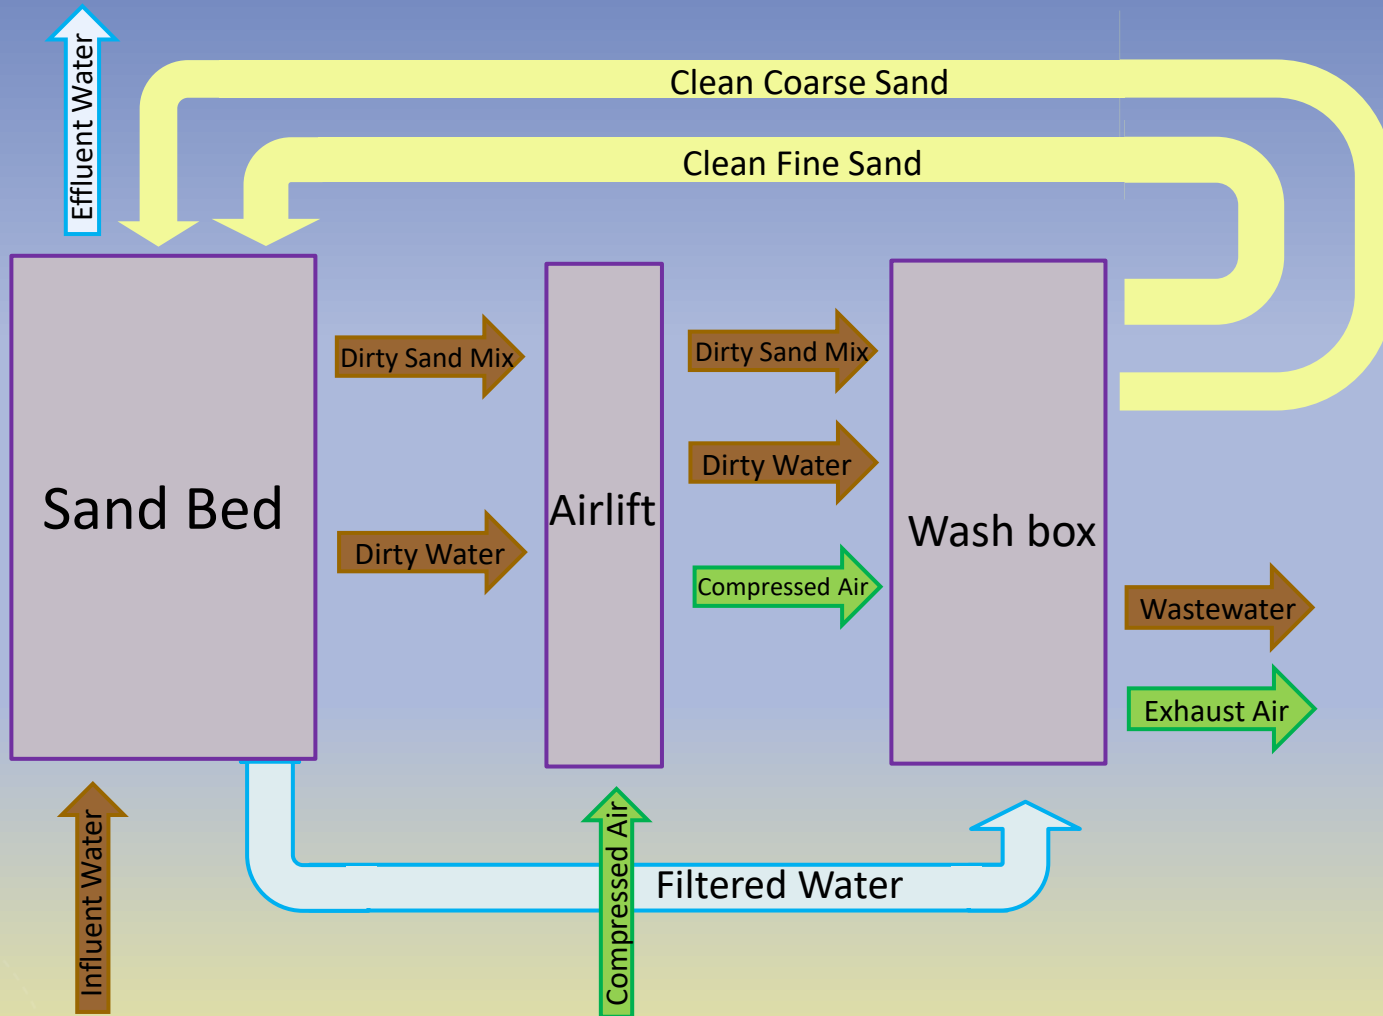 Effluent Water
Clean Coarse Sand
Clean Fine Sand
Dirty Sand Mix
Dirty Sand Mix
Dirty Water
Sand Bed
Airlift
Wash box
Dirty Water
Compressed Air
Wastewater
Exhaust Air
Influent Water
Compressed Air
Filtered Water